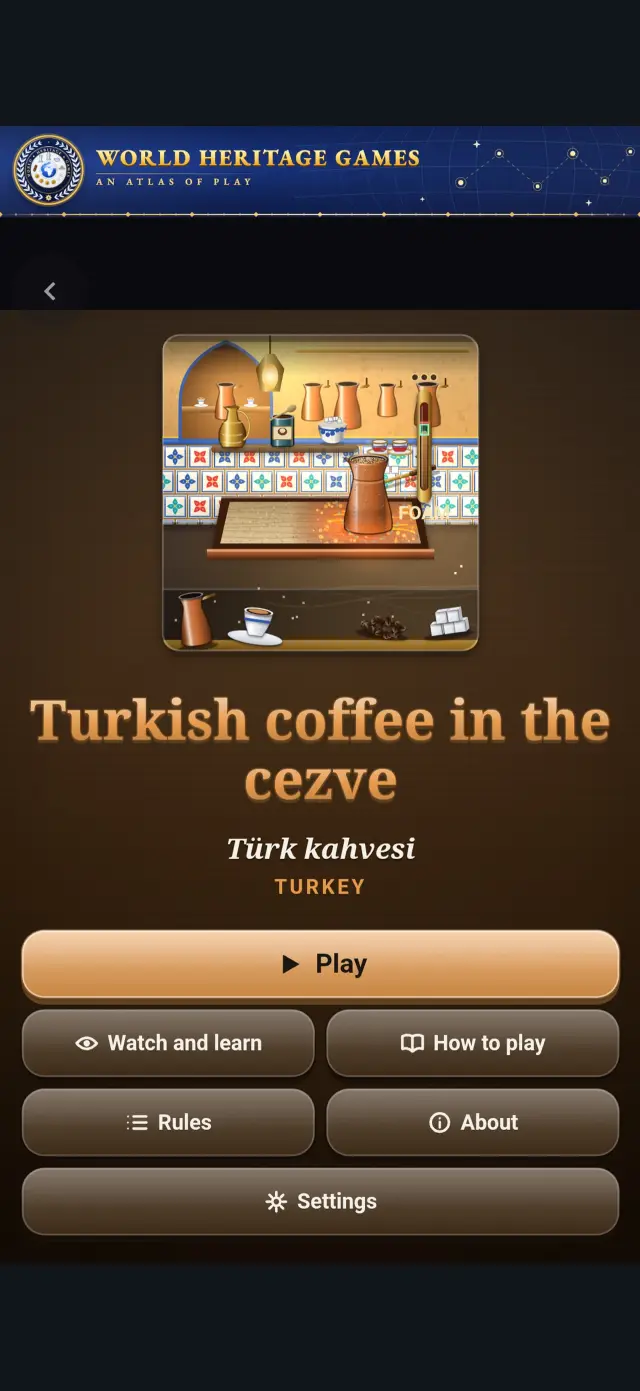 WORLD HERITAGE GAMES
AN ATLAS OF PLAY
FOAM
Turkish coffee in the
cezve
Türk kahvesi
TURKEY
Play
Watch and learn
How to play
Rules
About
Settings